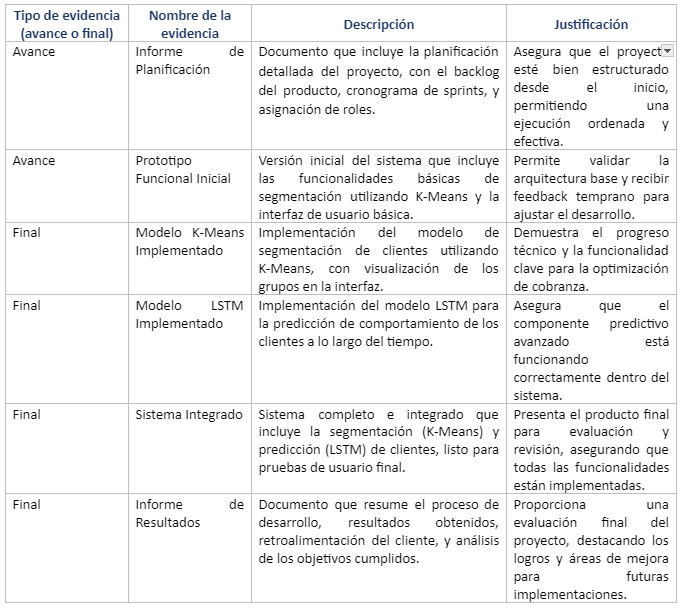 Tipo de evidencia (avance o final)
Nombre de la evidencia
Descripción
Justificación
Avance
Informe de
Planificación
Documento que incluye la planificación
detallada del proyecto, con el backlog
del producto, cronograma de sprints, y
asignación de roles.
Asegura que el proyecto
esté bien estructurado
desde el inicio,
permitiendo una
ejecución ordenada y
efectiva.
Avance
Prototipo
Funcional Inicial
Versión inicial del sistema que incluye
las funcionalidades básicas de
segmentación utilizando K-Means y la
interfaz de usuario básica.
Permite validar la
arquitectura base y recibir
feedback temprano para
ajustar el desarrollo.
Final
Modelo K-Means
Implementado
Implementación del modelo de
segmentación de clientes utilizando
K-Means, con visualización de los
grupos en la interfaz.
Demuestra el progreso
técnico y la funcionalidad
clave para la optimización
de cobranza.
Final
Modelo LSTM
Implementado
Implementación del modelo LSTM para
la predicción de comportamiento de los
clientes a lo largo del tiempo.
Asegura que el
componente predictivo
avanzado está
funcionando
correctamente dentro del
sistema.
Final
Sistema Integrado
Sistema completo e integrado que
incluye la segmentación (K-Means) y
predicción (LSTM) de clientes, listo para
pruebas de usuario final.
Presenta el producto final
para evaluación y
revisión, asegurando que
todas las funcionalidades
están implementadas.
Final
Informe de
Resultados
Documento que resume el proceso de
desarrollo, resultados obtenidos,
retroalimentación del cliente, y análisis
de los objetivos cumplidos.
Proporciona una
evaluación final del
proyecto, destacando los
logros y áreas de mejora
para futuras
implementaciones.